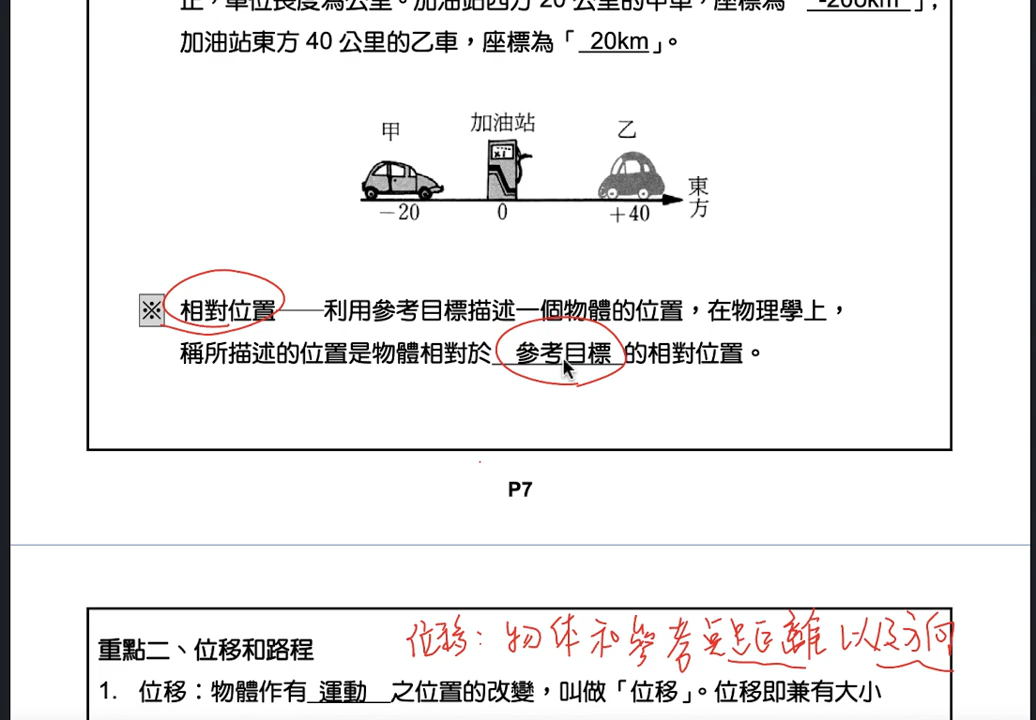 正，單位長度為公里。加油站西方 20 公里的甲車，座標為「 -200km 」；
加油站東方 40 公里的乙車，座標為「 20km 」。
甲 加油站 乙
東方
－20 0 ＋40
※ 相對位置——利用參考目標描述一個物體的位置，在物理學上，
稱所描述的位置是物體相對於 參考目標 的相對位置。
P7
位移：物体和參考點距離以及方向
重點二、位移和路程
1. 位移：物體作有 運動 之位置的改變，叫做「位移」。位移即兼有大小